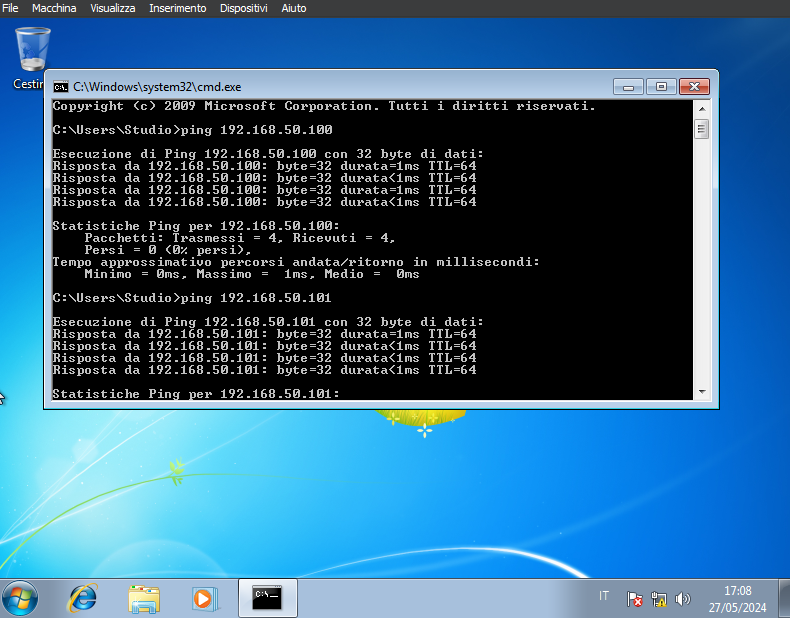 File Macchina Visualizza Inserimento Dispositivi Aiuto
Cestin
C:\Windows\system32\cmd.exe
Copyright (c) 2009 Microsoft Corporation. Tutti i diritti riservati.
C:\Users\Studio>ping 192.168.50.100
Esecuzione di Ping 192.168.50.100 con 32 byte di dati:
Risposta da 192.168.50.100: byte=32 durata=1ms TTL=64
Risposta da 192.168.50.100: byte=32 durata<1ms TTL=64
Risposta da 192.168.50.100: byte=32 durata=1ms TTL=64
Risposta da 192.168.50.100: byte=32 durata<1ms TTL=64
Statistiche Ping per 192.168.50.100:
Pacchetti: Trasmessi = 4, Ricevuti = 4,
Persi = 0 (0% persi),
Tempo approssimativo percorsi andata/ritorno in millisecondi:
Minimo = 0ms, Massimo = 1ms, Medio = 0ms
C:\Users\Studio>ping 192.168.50.101
Esecuzione di Ping 192.168.50.101 con 32 byte di dati:
Risposta da 192.168.50.101: byte=32 durata=1ms TTL=64
Risposta da 192.168.50.101: byte=32 durata<1ms TTL=64
Risposta da 192.168.50.101: byte=32 durata<1ms TTL=64
Risposta da 192.168.50.101: byte=32 durata<1ms TTL=64
Statistiche Ping per 192.168.50.101:
IT
17:08
27/05/2024